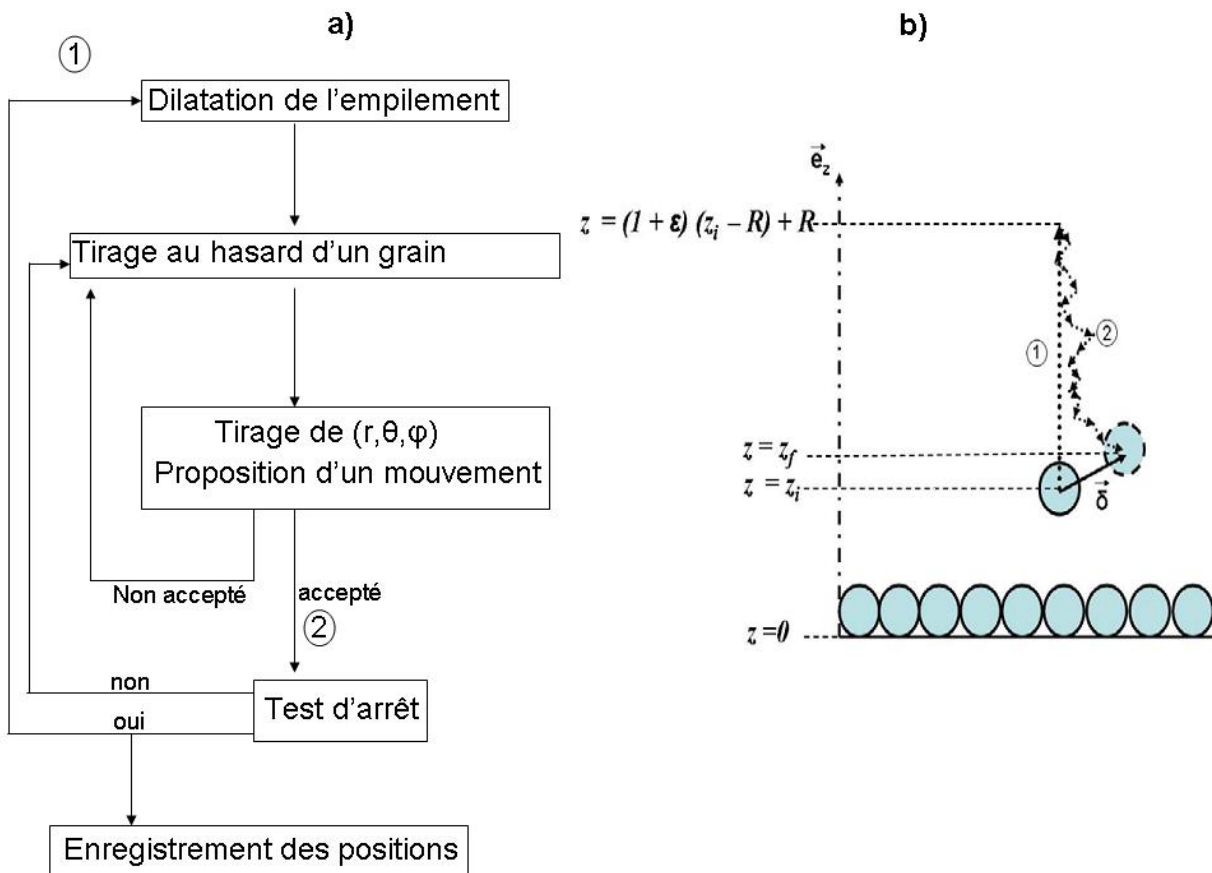 a)
①
Dilatation de l'empilement
Tirage au hasard d'un grain
Tirage de (r,θ,φ)
Proposition d'un mouvement
Non accepté
accepté
②
non
Test d'arrêt
oui
Enregistrement des positions
b)
e⃗z
z = (1 + ε) (zi – R) + R
①
②
z = zf
z = zi
δ⃗
z =0